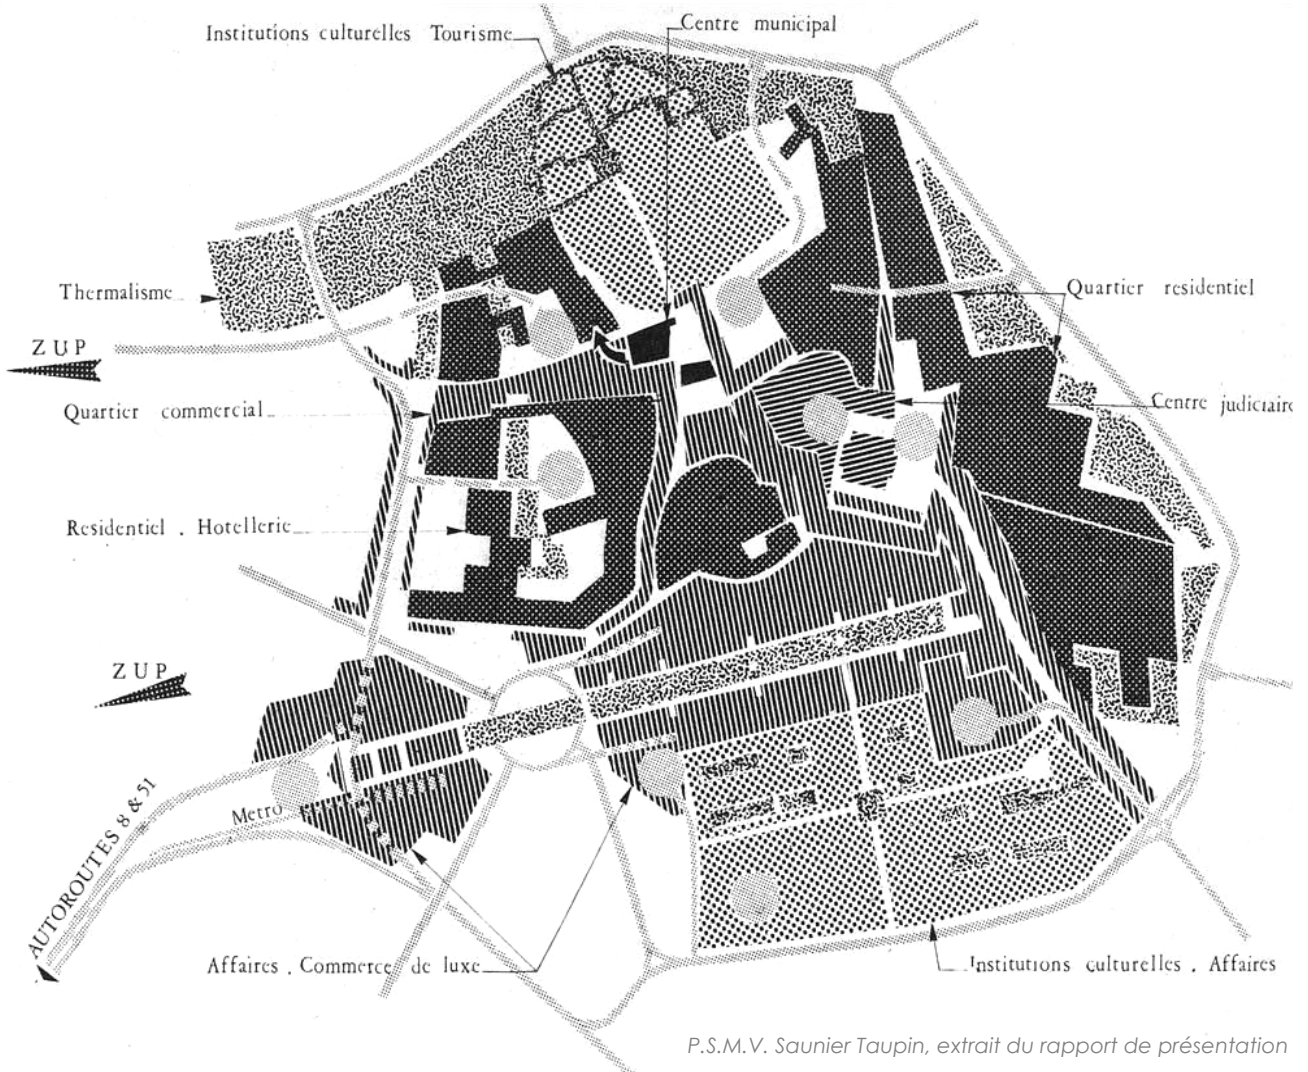 Institutions culturelles Tourisme
Centre municipal
Thermalisme
Quartier residentiel
ZUP
Quartier commercial
Centre judiciaire
Residentiel . Hotellerie
ZUP
Metro
AUTOROUTES 8 & 51
Affaires . Commerce de luxe
Institutions culturelles . Affaires
P.S.M.V. Saunier Taupin, extrait du rapport de présentation